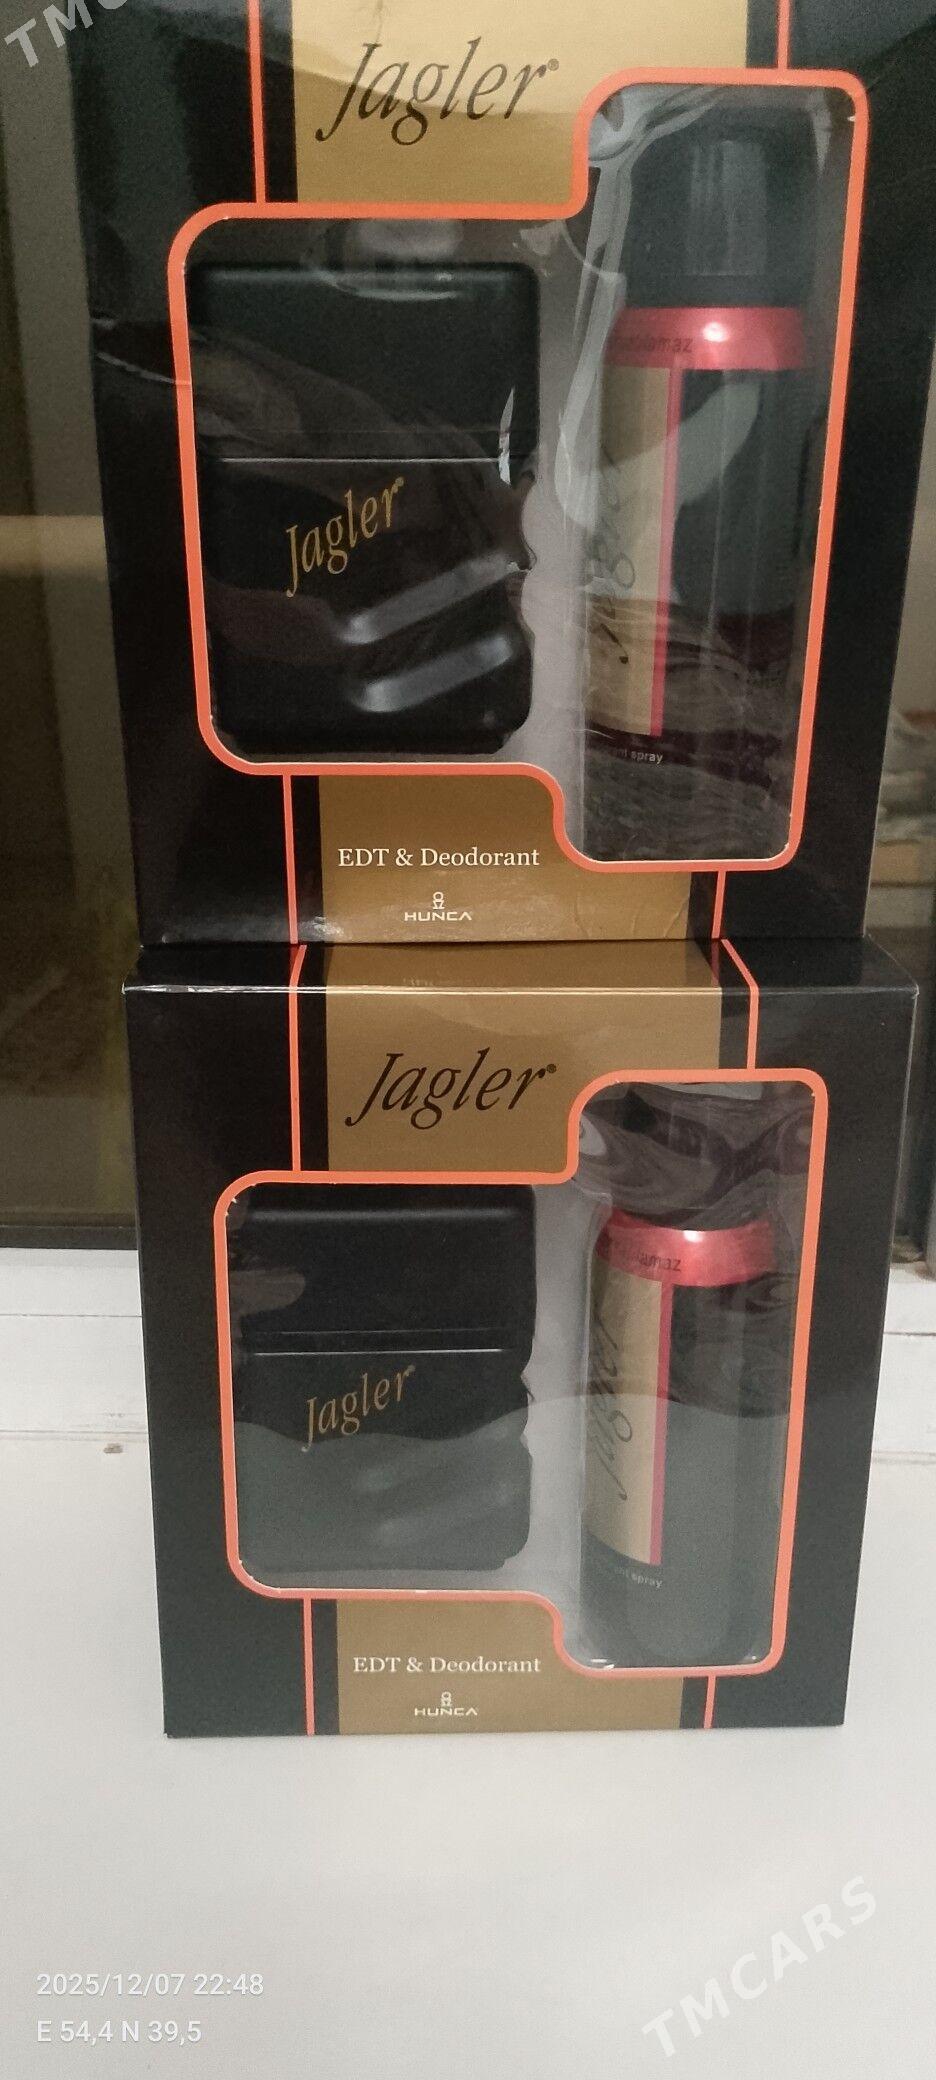 Jagler®
Jagler
EDT & Deodorant
HUNCA
Jagler®
Jagler
spray
EDT & Deodorant
HUNCA
2025/12/07 22:48
E 54,4 N 39,5
TMCARS